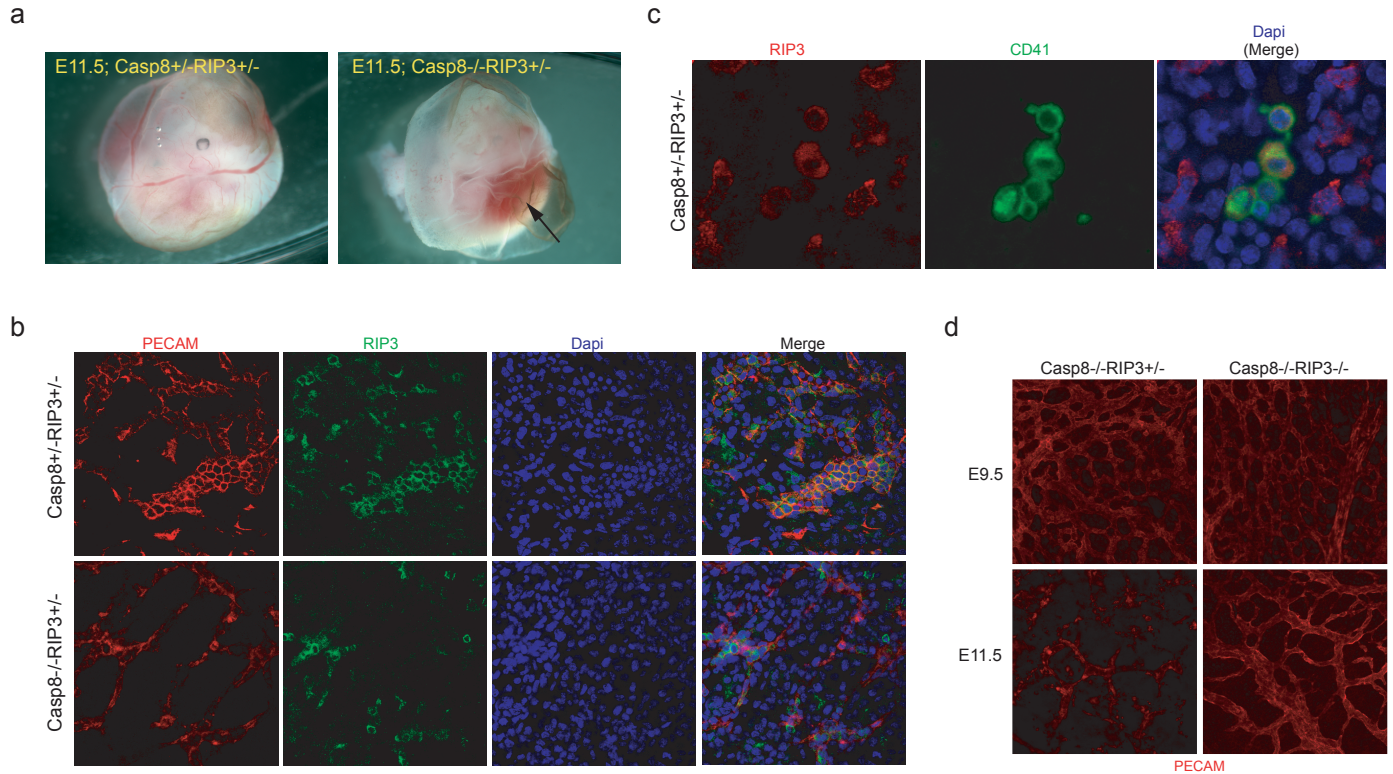 a
E11.5; Casp8+/-RIP3+/-
E11.5; Casp8-/-RIP3+/-
b
PECAM
RIP3
Dapi
Merge
Casp8+/-RIP3+/-
Casp8-/-RIP3+/-
c
RIP3
CD41
Dapi
(Merge)
Casp8+/-RIP3+/-
d
Casp8-/-RIP3+/-
Casp8-/-RIP3-/-
E9.5
E11.5
PECAM